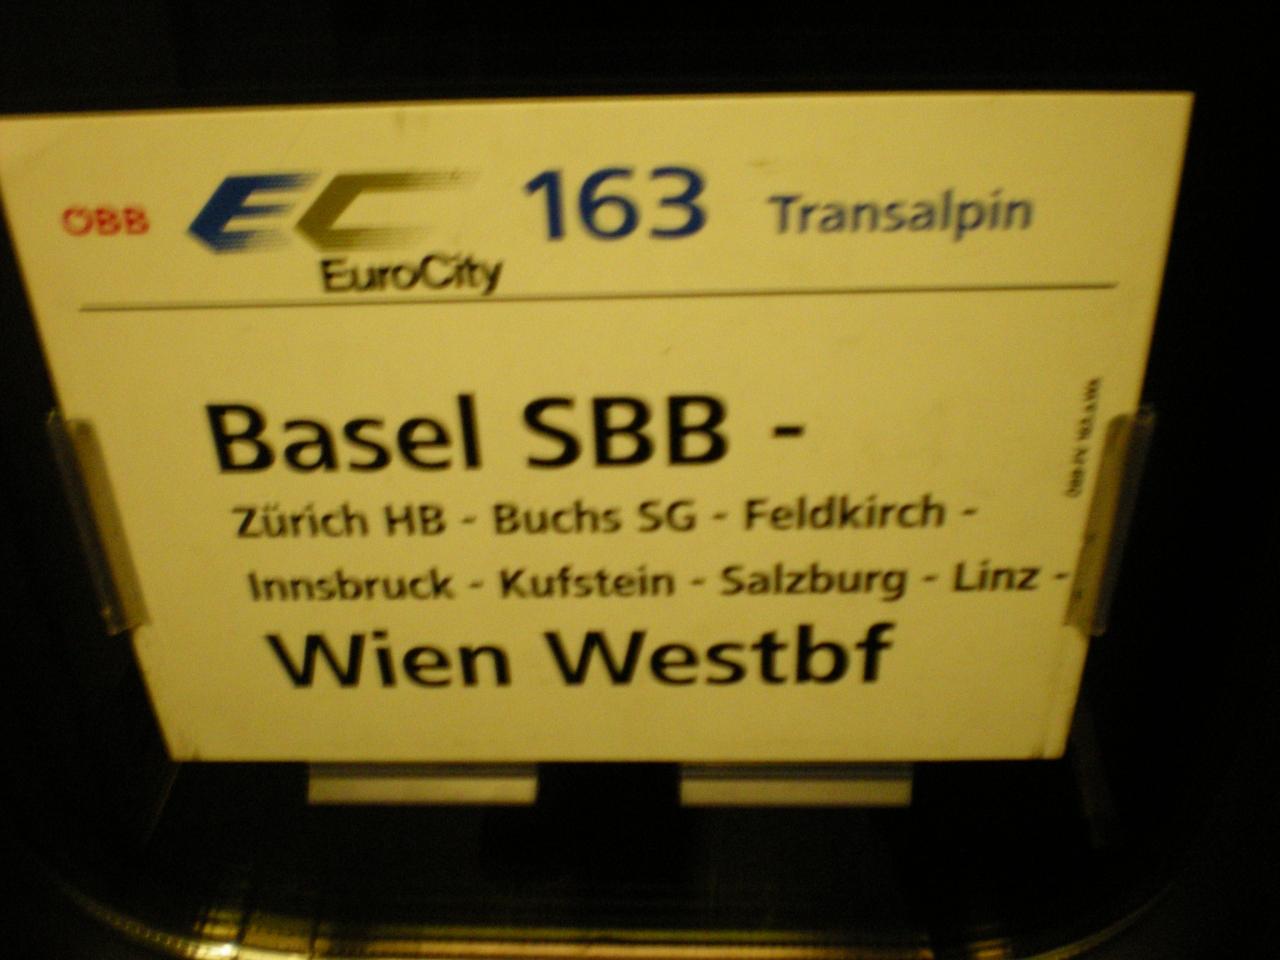 ÖBB EC EuroCity 163 Transalpin
Basel SBB -
Zürich HB - Buchs SG - Feldkirch -
Innsbruck - Kufstein - Salzburg - Linz -
Wien Westbf